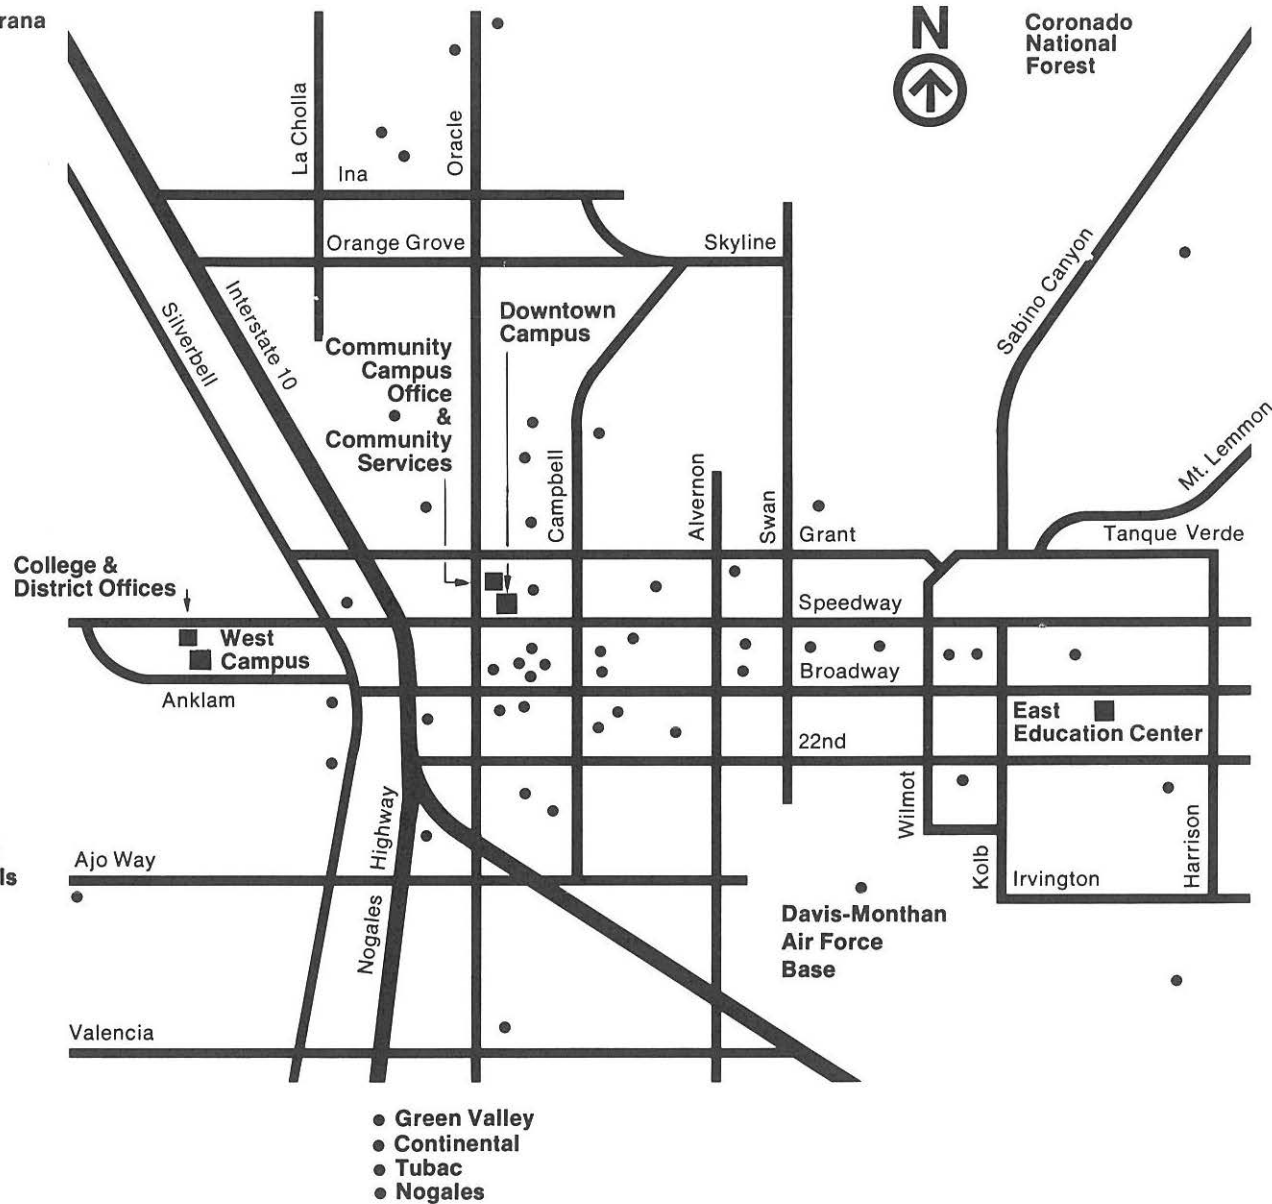 rana
N
Coronado
National
Forest
La Cholla
Oracle
Ina
Orange Grove
Skyline
Sabino Canyon
Silverbell
Interstate 10
Downtown
Campus
Community
Campus
Office
&
Community
Services
Campbell
Alvernon
Swan
Mt. Lemmon
Grant
Tanque Verde
College &
District Offices
Speedway
West
Campus
Broadway
Anklam
East
Education Center
22nd
Highway
Wilmot
Harrison
Ajo Way
ls
Kolb
Irvington
Nogales
Davis-Monthan
Air Force
Base
Valencia
Green Valley
Continental
Tubac
Nogales